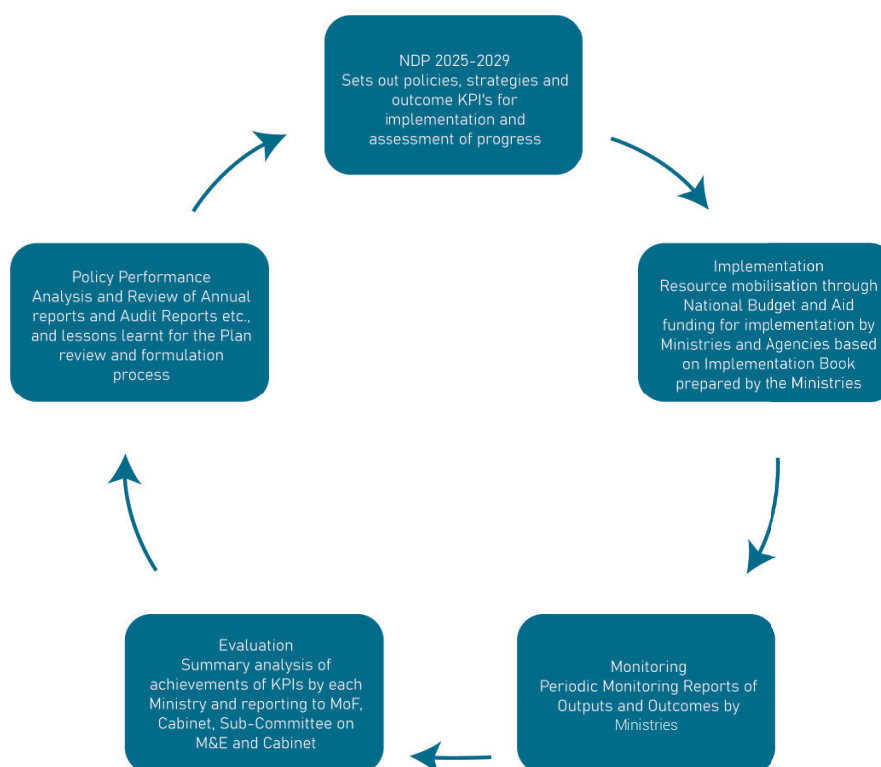 NDP 2025-2029
Sets out policies, strategies and
outcome KPI's for
implementation and
assessment of progress
Policy Performance
Analysis and Review of Annual
reports and Audit Reports etc.,
and lessons learnt for the Plan
review and formulation
process
Implementation
Resource mobilisation through
National Budget and Aid
funding for implementation by
Ministries and Agencies based
on Implementation Book
prepared by the Ministries
Evaluation
Summary analysis of
achievements of KPIs by each
Ministry and reporting to MoF,
Cabinet, Sub-Committee on
M&E and Cabinet
Monitoring
Periodic Monitoring Reports of
Outputs and Outcomes by
Ministries